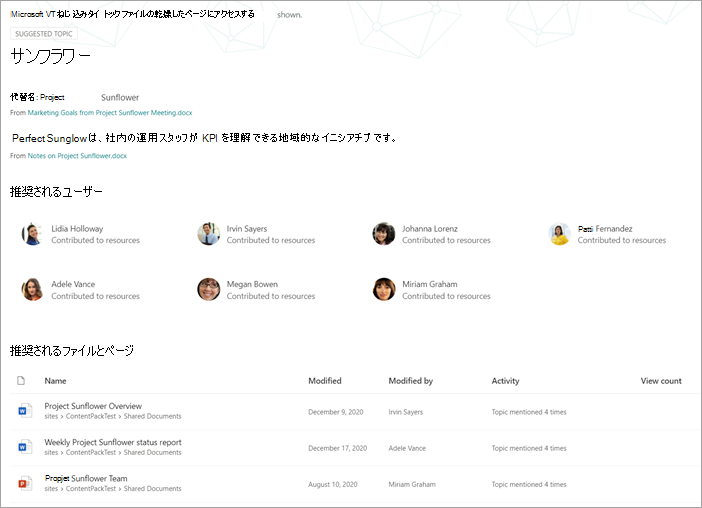 Microsoft VTねじ込みタイ トックファイルの乾燥したページにアクセスする shown.
SUGGESTED TOPIC
サンフラワー
代替名: Project Sunflower
From Marketing Goals from Project Sunflower Meeting.docx
Perfect Sunglowは、社内の運用スタッフが KPI を理解できる地域的なイニシアチブです。
From Notes on Project Sunflower.docx
推奨されるユーザー
Lidia Holloway Irvin Sayers Johanna Lorenz Patti Fernandez
Contributed to resources Contributed to resources Contributed to resources Contributed to resources
Adele Vance Megan Bowen Miriam Graham
Contributed to resources Contributed to resources Contributed to resources
推奨されるファイルとページ
Name Modified Modified by Activity View count
Project Sunflower Overview
sites > ContentPackTest > Shared Documents December 9, 2020 Irvin Sayers Topic mentioned 4 times
Weekly Project Sunflower status report
sites > ContentPackTest > Shared Documents December 17, 2020 Adele Vance Topic mentioned 4 times
Propjet Sunflower Team
sites > ContentPackTest > Shared Documents August 10, 2020 Miriam Graham Topic mentioned 4 times